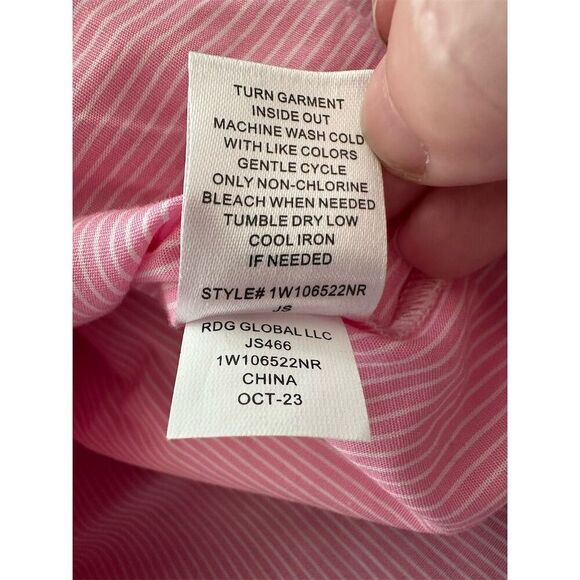 TURN GARMENT
INSIDE OUT
MACHINE WASH COLD
WITH LIKE COLORS
GENTLE CYCLE
ONLY NON-CHLORINE
BLEACH WHEN NEEDED
TUMBLE DRY LOW
COOL IRON
IF NEEDED
STYLE# 1W106522NR
JS
RDG GLOBAL LLC
JS466
1W106522NR
CHINA
OCT-23